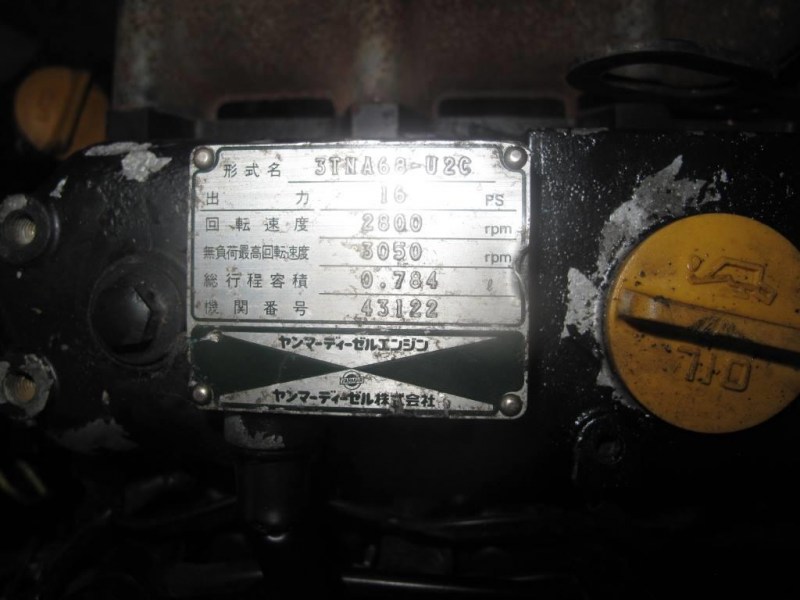 形式名 3TNA68-U2C
出力 16 PS
回転速度 2800 rpm
無負荷最高回転速度 3050 rpm
総行程容積 0.784
機関番号 43122
ヤンマーディーゼルエンジン
ヤンマーディーゼル株式会社
OIL